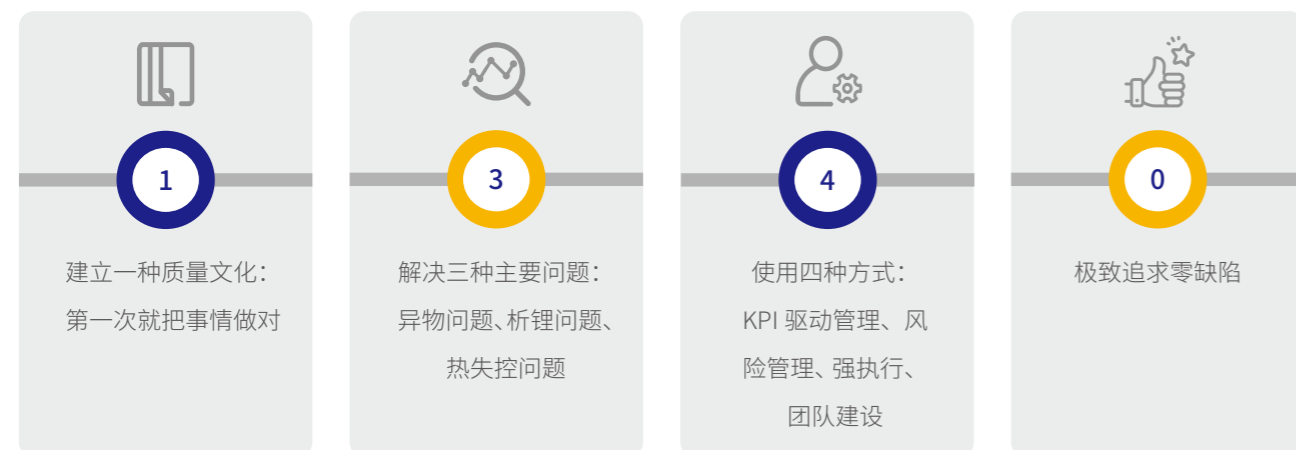 1
建立一种质量文化：
第一次就把事情做对
3
解决三种主要问题：
异物问题、析锂问题、
热失控问题
4
使用四种方式：
KPI 驱动管理、风
险管理、强执行、
团队建设
0
极致追求零缺陷